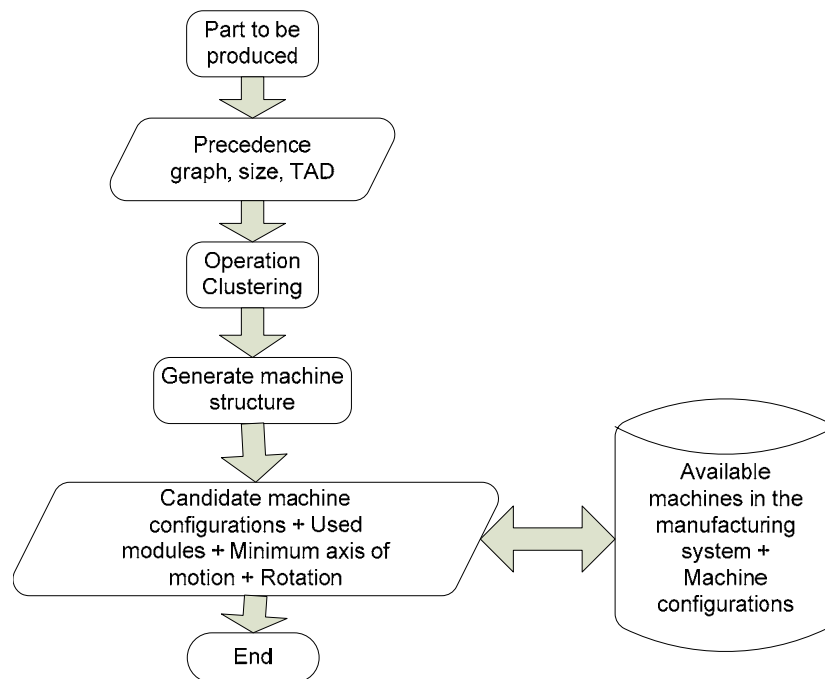 Part to be
produced
Precedence
graph, size, TAD
Operation
Clustering
Generate machine
structure
Candidate machine
configurations + Used
modules + Minimum axis of
motion + Rotation
Available
machines in the
manufacturing
system +
Machine
configurations
End